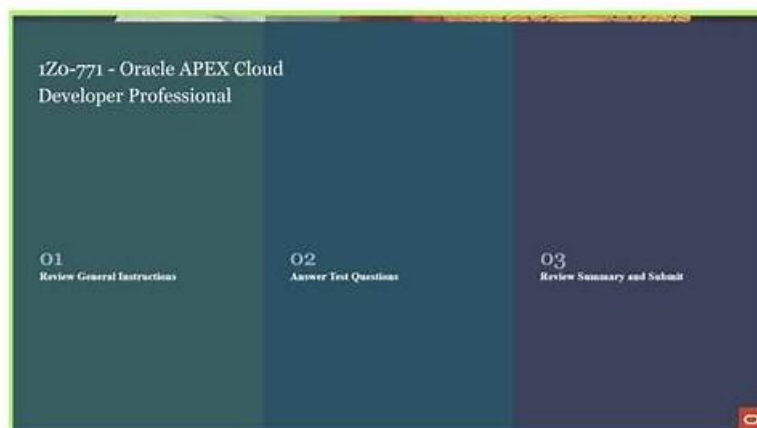 1Z0-771 - Oracle APEX Cloud
Developer Professional
01
Review General Instructions
02
Answer Test Questions
03
Review Summary and Submit